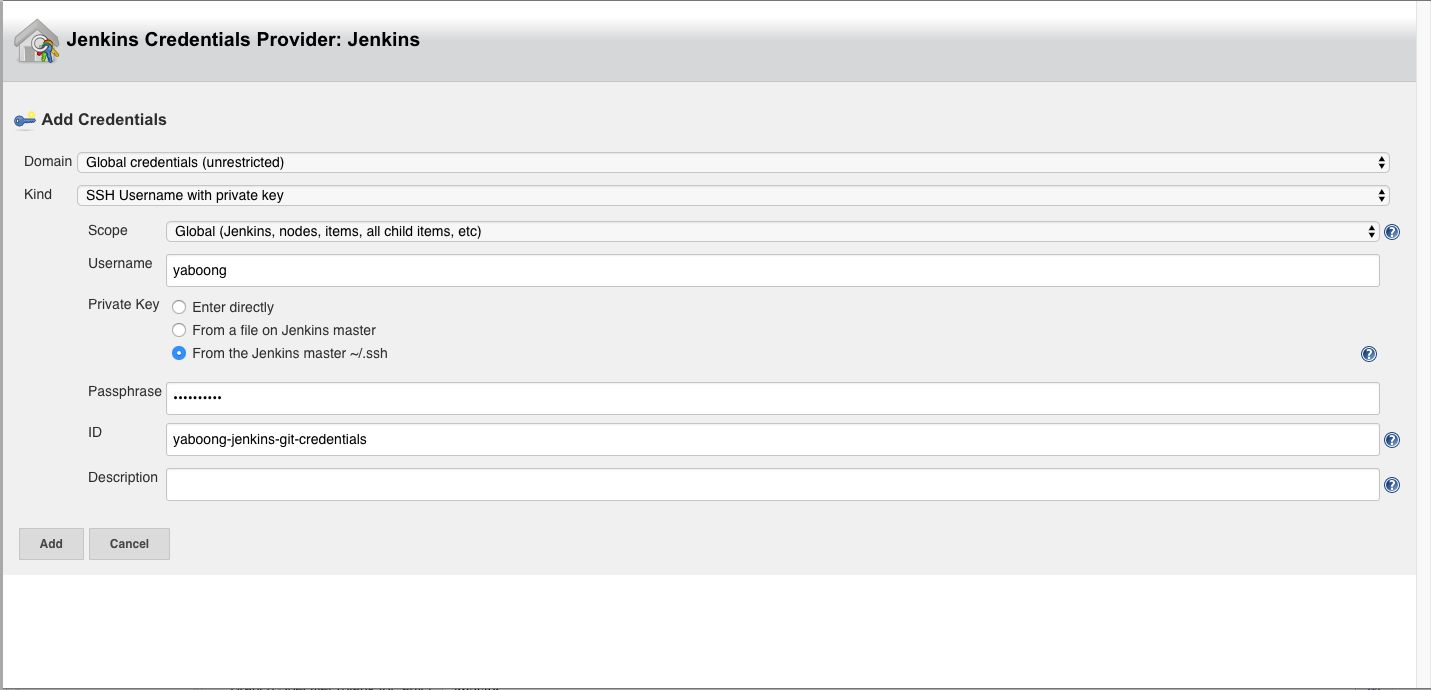 Jenkins Credentials Provider: Jenkins
Add Credentials
Domain Global credentials (unrestricted)
Kind SSH Username with private key
Scope Global (Jenkins, nodes, items, all child items, etc)
Username yaboong
Private Key Enter directly
From a file on Jenkins master
From the Jenkins master ~/.ssh
Passphrase ••••••••••
ID yaboong-jenkins-git-credentials
Description
Add Cancel